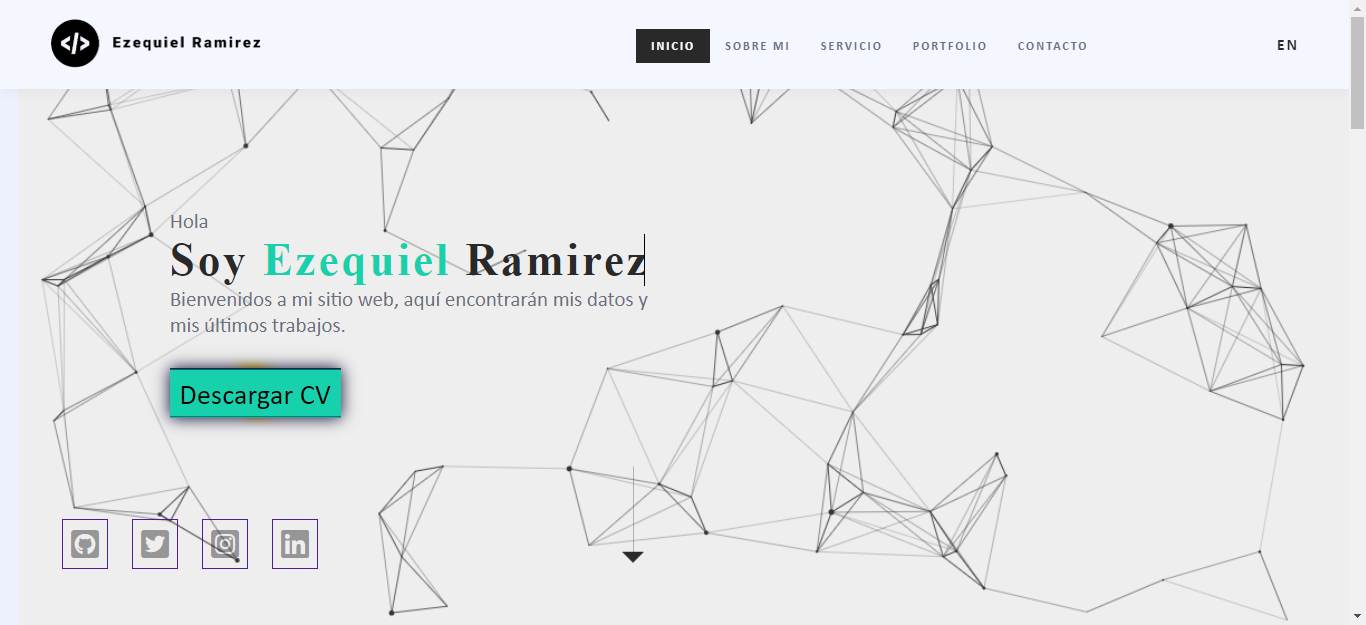 </> Ezequiel Ramirez
INICIO SOBRE MI SERVICIO PORTFOLIO CONTACTO EN
Hola
Soy Ezequiel Ramirez
Bienvenidos a mi sitio web, aquí encontrarán mis datos y
mis últimos trabajos.
Descargar CV
in